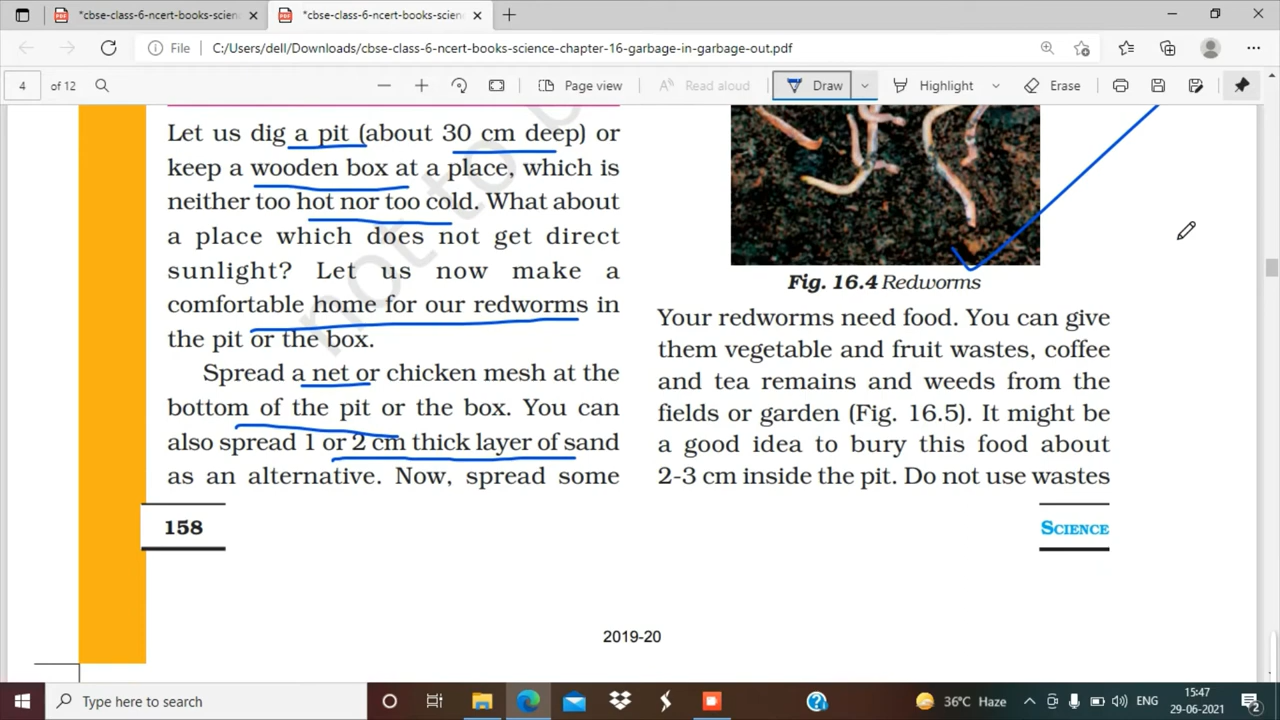 *cbse-class-6-ncert-books-scienc
*cbse-class-6-ncert-books-scien
File C:/Users/dell/Downloads/cbse-class-6-ncert-books-science-chapter-16-garbage-in-garbage-out.pdf
4 of 12 Page view Read aloud Draw Highlight Erase
Let us dig a pit (about 30 cm deep) or
keep a wooden box at a place, which is
neither too hot nor too cold. What about
a place which does not get direct
sunlight? Let us now make a
comfortable home for our redworms in
the pit or the box.
Spread a net or chicken mesh at the
bottom of the pit or the box. You can
also spread 1 or 2 cm thick layer of sand
as an alternative. Now, spread some
158
Fig. 16.4 Redworms
Your redworms need food. You can give
them vegetable and fruit wastes, coffee
and tea remains and weeds from the
fields or garden (Fig. 16.5). It might be
a good idea to bury this food about
2-3 cm inside the pit. Do not use wastes
SCIENCE
2019-20
Type here to search
36°C Haze
ENG
15:47
29-06-2021
2